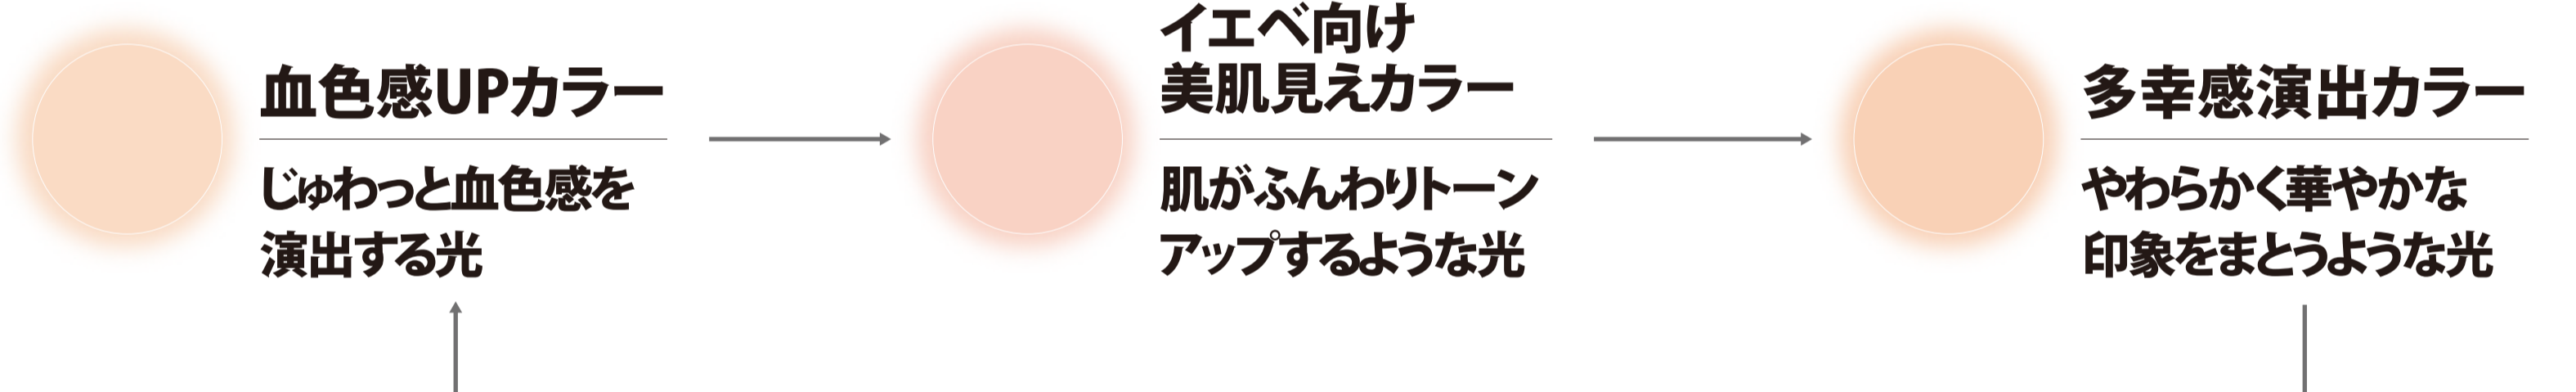 血色感UPカラー
じゅわっと血色感を
演出する光
イエベ向け
美肌見えカラー
肌がふんわりトーン
アップするような光
多幸感演出カラー
やわらかく華やかな
印象をまとうような光